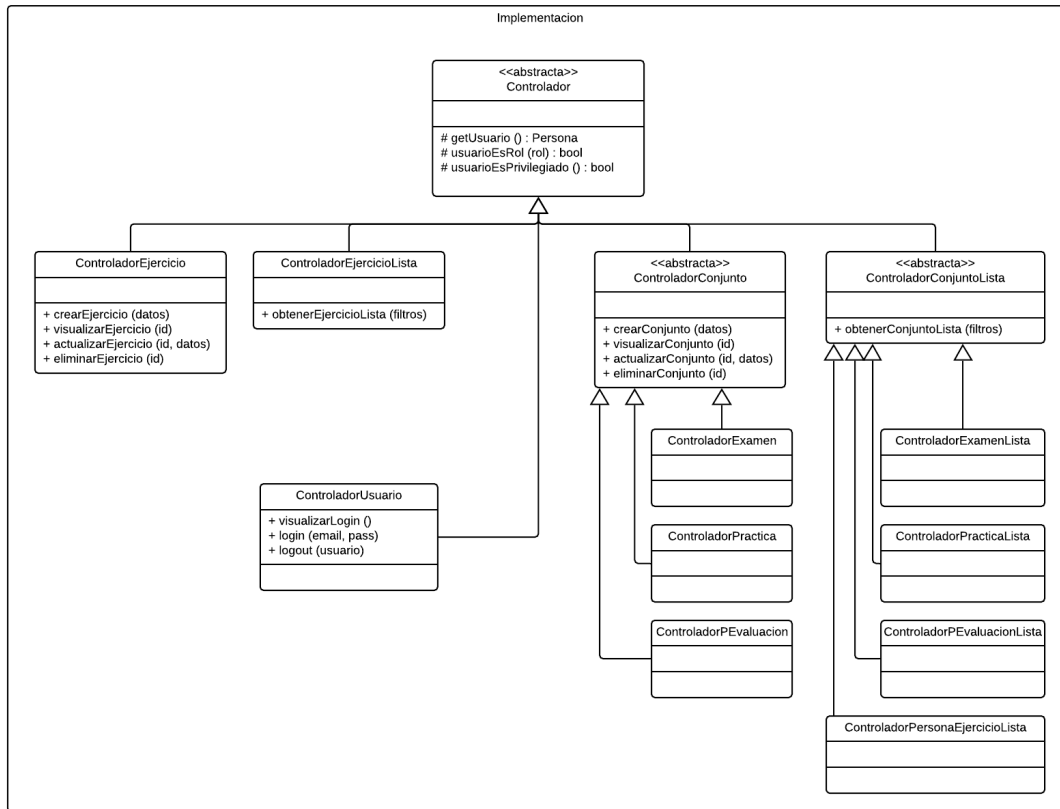 Implementacion
<<abstracta>>
Controlador
# getUsuario () : Persona
# usuarioEsRol (rol) : bool
# usuarioEsPrivilegiado () : bool
ControladorEjercicio
+ crearEjercicio (datos)
+ visualizarEjercicio (id)
+ actualizarEjercicio (id, datos)
+ eliminarEjercicio (id)
ControladorEjercicioLista
+ obtenerEjercicioLista (filtros)
<<abstracta>>
ControladorConjunto
+ crearConjunto (datos)
+ visualizarConjunto (id)
+ actualizarConjunto (id, datos)
+ eliminarConjunto (id)
<<abstracta>>
ControladorConjuntoLista
+ obtenerConjuntoLista (filtros)
ControladorExamen
ControladorExamenLista
ControladorUsuario
+ visualizarLogin ()
+ login (email, pass)
+ logout (usuario)
ControladorPractica
ControladorPracticaLista
ControladorPEvaluacion
ControladorPEvaluacionLista
ControladorPersonaEjercicioLista